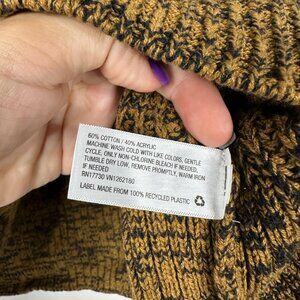 60% COTTON / 40% ACRYLIC
MACHINE WASH COLD WITH LIKE COLORS, GENTLE
CYCLE, ONLY NON-CHLORINE BLEACH IF NEEDED,
TUMBLE DRY LOW, REMOVE PROMPTLY, WARM IRON
IF NEEDED
RN17730 VN1262180
LABEL MADE FROM 100% RECYCLED PLASTIC